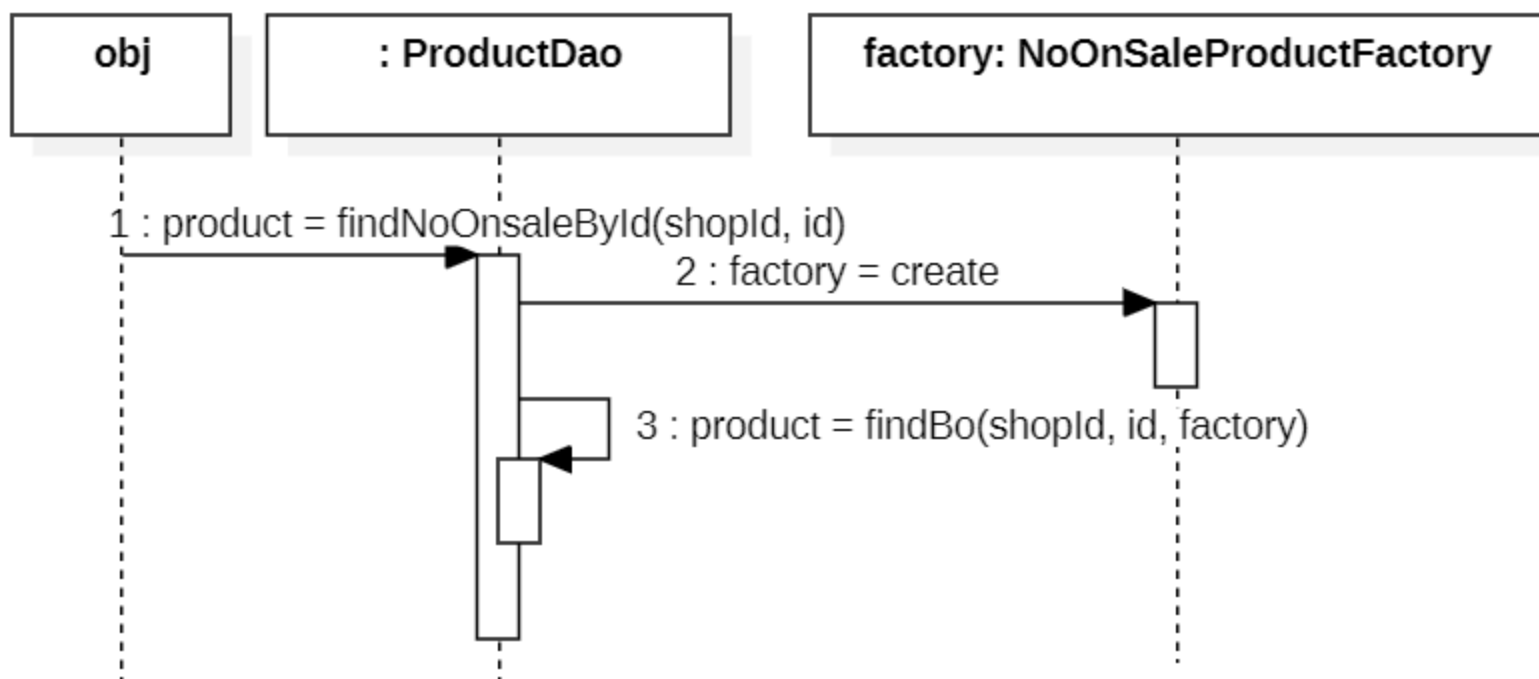 obj
: ProductDao
factory: NoOnSaleProductFactory
1 : product = findNoOnsaleById(shopId, id)
2 : factory = create
3 : product = findBo(shopId, id, factory)